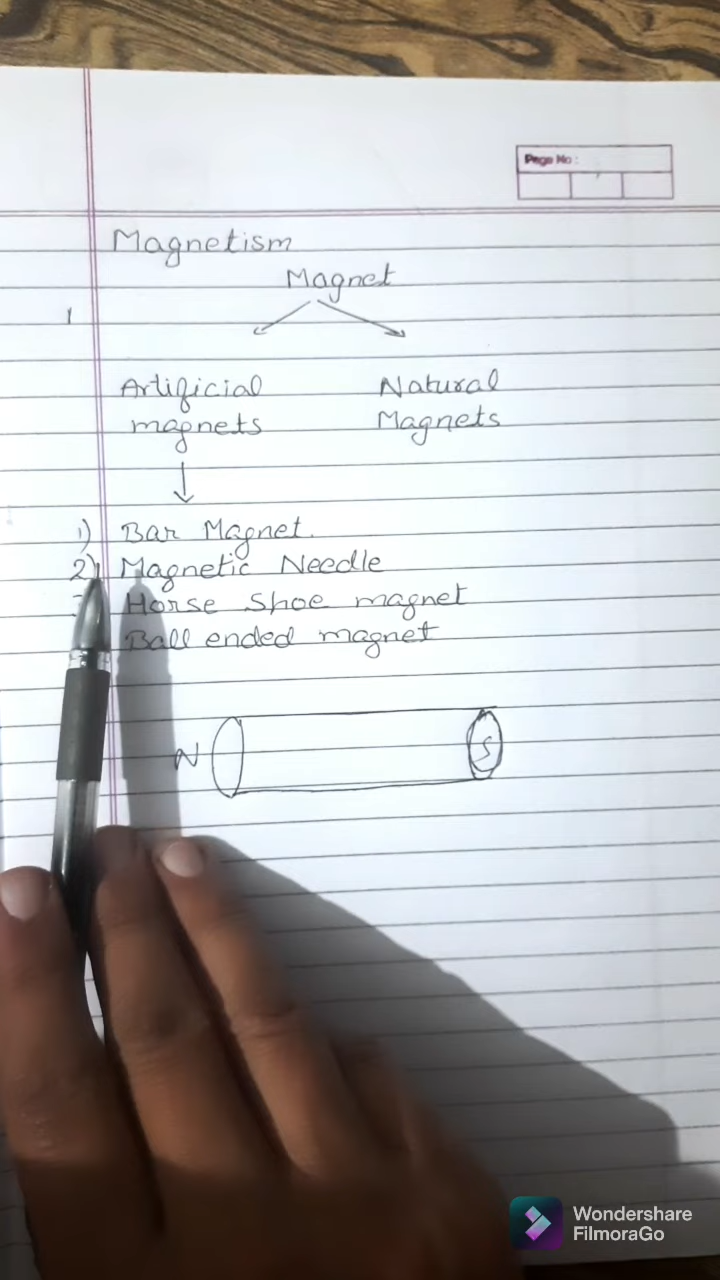 Page No :
Magnetism
Magnet
Artificial Natural
magnets Magnets
1) Bar Magnet.
2) Magnetic Needle
Horse Shoe magnet
Ball ended magnet
N S
Wondershare
FilmoraGo